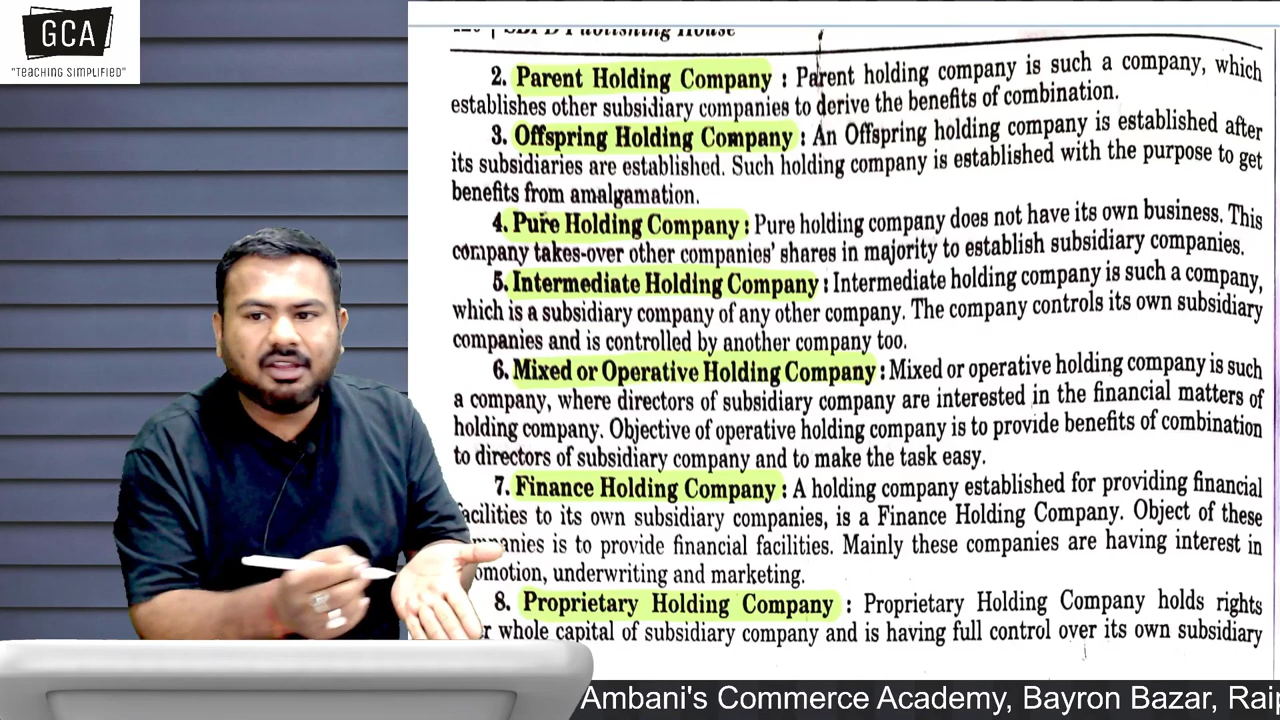 GCA
"TEACHING SIMPLIFIED"
Publishing House
2. Parent Holding Company : Parent holding company is such a company, which
establishes other subsidiary companies to derive the benefits of combination.
3. Offspring Holding Company : An Offspring holding company is established after
its subsidiaries are established. Such holding company is established with the purpose to get
benefits from amalgamation.
4. Pure Holding Company : Pure holding company does not have its own business. This
company takes-over other companies' shares in majority to establish subsidiary companies.
5. Intermediate Holding Company : Intermediate holding company is such a company,
which is a subsidiary company of any other company. The company controls its own subsidiary
companies and is controlled by another company too.
6. Mixed or Operative Holding Company : Mixed or operative holding company is such
a company, where directors of subsidiary company are interested in the financial matters of
holding company. Objective of operative holding company is to provide benefits of combination
to directors of subsidiary company and to make the task easy.
7. Finance Holding Company : A holding company established for providing financial
facilities to its own subsidiary companies, is a Finance Holding Company. Object of these
is to provide financial facilities. Mainly these companies are having interest in
underwriting and marketing.
8. Proprietary Holding Company : Proprietary Holding Company holds rights
whole capital of subsidiary company and is having full control over its own subsidiary
Ambani's Commerce Academy, Bayron Bazar, Raip